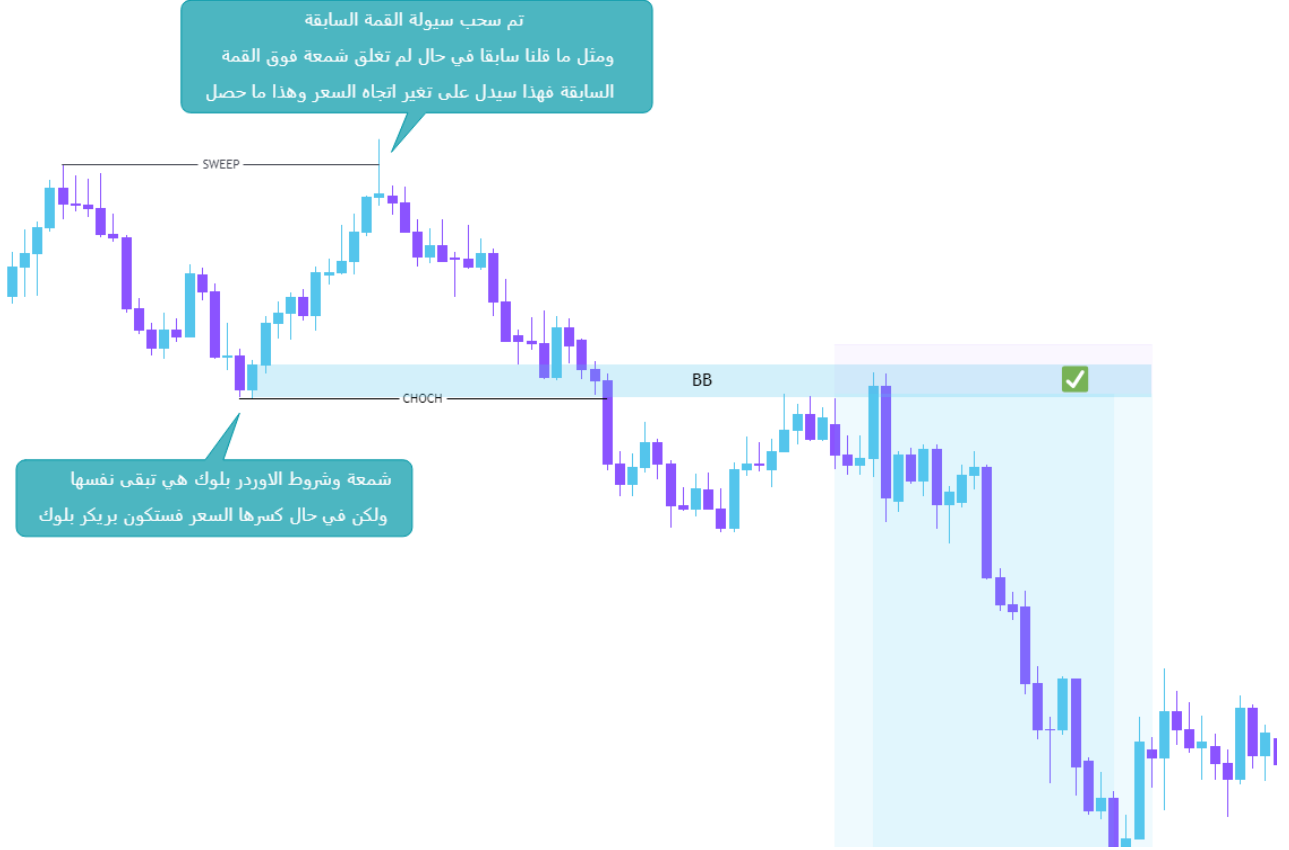 تم سحب سيولة القمة السابقة
ومثل ما قلنا سابقا في حال لم تغلق شمعة فوق القمة
السابقة فهذا سيدل على تغير اتجاه السعر وهذا ما حصل
SWEEP
BB
CHOCH
شمعة وشروط الاوردر بلوك هي تبقى نفسها
ولكن في حال كسرها السعر فستكون بريكر بلوك